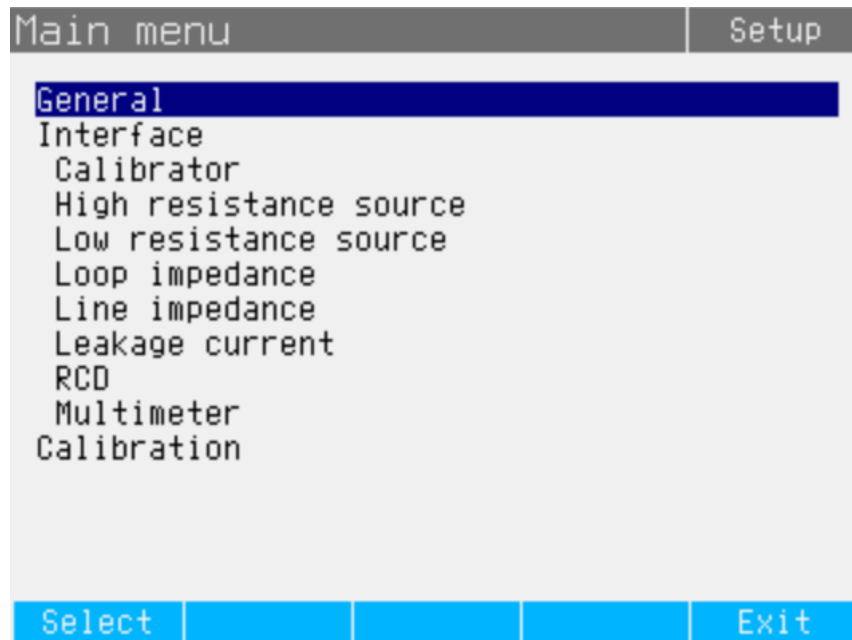 Main menu
Setup
General
Interface
Calibrator
High resistance source
Low resistance source
Loop impedance
Line impedance
Leakage current
RCD
Multimeter
Calibration
Select
Exit